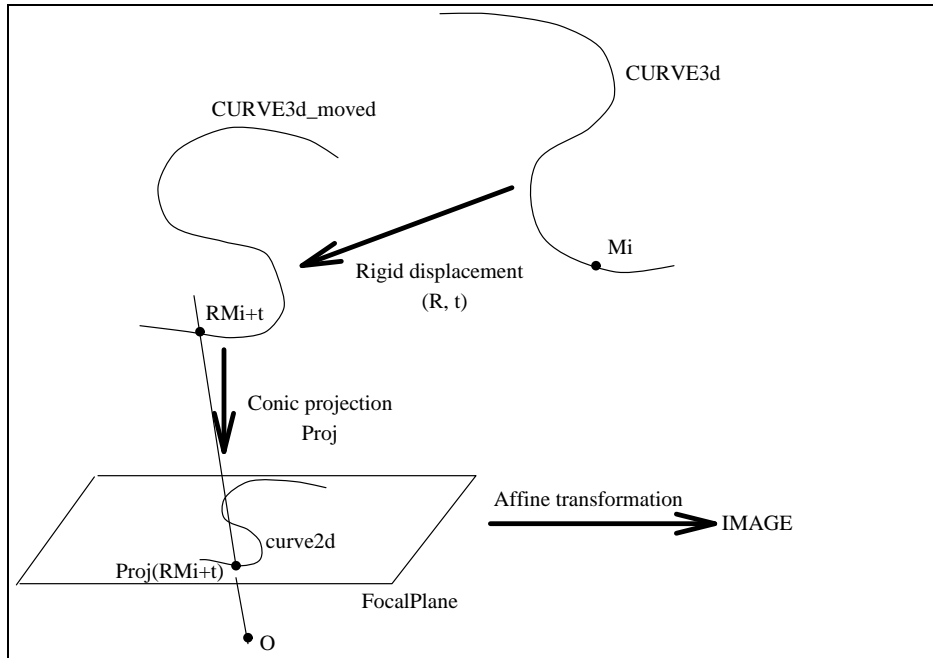 CURVE3d
CURVE3d_moved
Mi
Rigid displacement
(R, t)
RMi+t
Conic projection
Proj
Affine transformation
IMAGE
curve2d
Proj(RMi+t)
FocalPlane
O